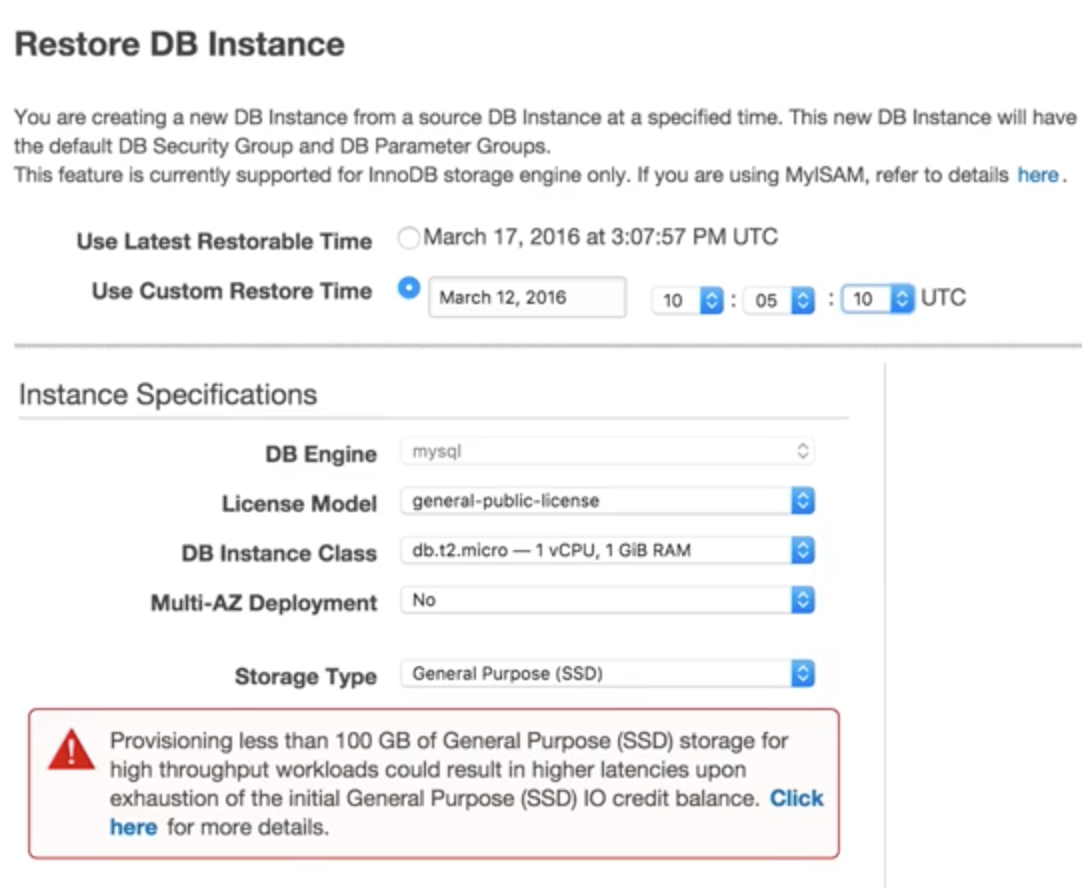 Restore DB Instance
You are creating a new DB Instance from a source DB Instance at a specified time. This new DB Instance will have
the default DB Security Group and DB Parameter Groups.
This feature is currently supported for InnoDB storage engine only. If you are using MyISAM, refer to details here.
Use Latest Restorable Time March 17, 2016 at 3:07:57 PM UTC
Use Custom Restore Time March 12, 2016 10 : 05 : 10 UTC
Instance Specifications
DB Engine mysql
License Model general-public-license
DB Instance Class db.t2.micro — 1 vCPU, 1 GiB RAM
Multi-AZ Deployment No
Storage Type General Purpose (SSD)
Provisioning less than 100 GB of General Purpose (SSD) storage for
high throughput workloads could result in higher latencies upon
exhaustion of the initial General Purpose (SSD) IO credit balance. Click
here for more details.